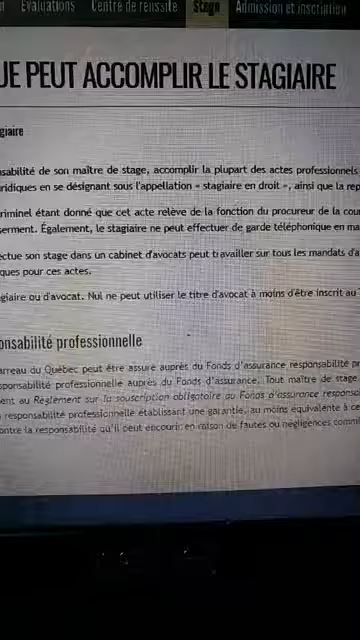 Évaluations Centre de réussite Stage Admission et inscription
UE PEUT ACCOMPLIR LE STAGIAIRE
giaire
nsabilité de son maître de stage, accomplir la plupart des actes professionnels
ridiques en se désignant sous l'appellation « stagiaire en droit », ainsi que la rep
riminel étant donné que cet acte relève de la fonction du procureur de la cou
serment. Également, le stagiaire ne peut effectuer de garde téléphonique en ma
ectue son stage dans un cabinet d'avocats peut travailler sur tous les mandats d'a
ques pour ces actes.
giaire ou d'avocat. Nul ne peut utiliser le titre d'avocat à moins d'être inscrit au
onsabilité professionnelle
arreau du Québec peut être assuré auprès du Fonds d'assurance responsabilité pr
sponsabilité professionnelle auprès du Fonds d'assurance. Tout maître de stage
ent au Règlement sur la souscription obligatoire au Fonds d'assurance responsa
responsabilité professionnelle établissant une garantie, au moins équivalente à ce
ontre la responsabilité qu'il peut encourir en raison de fautes ou négligences commi